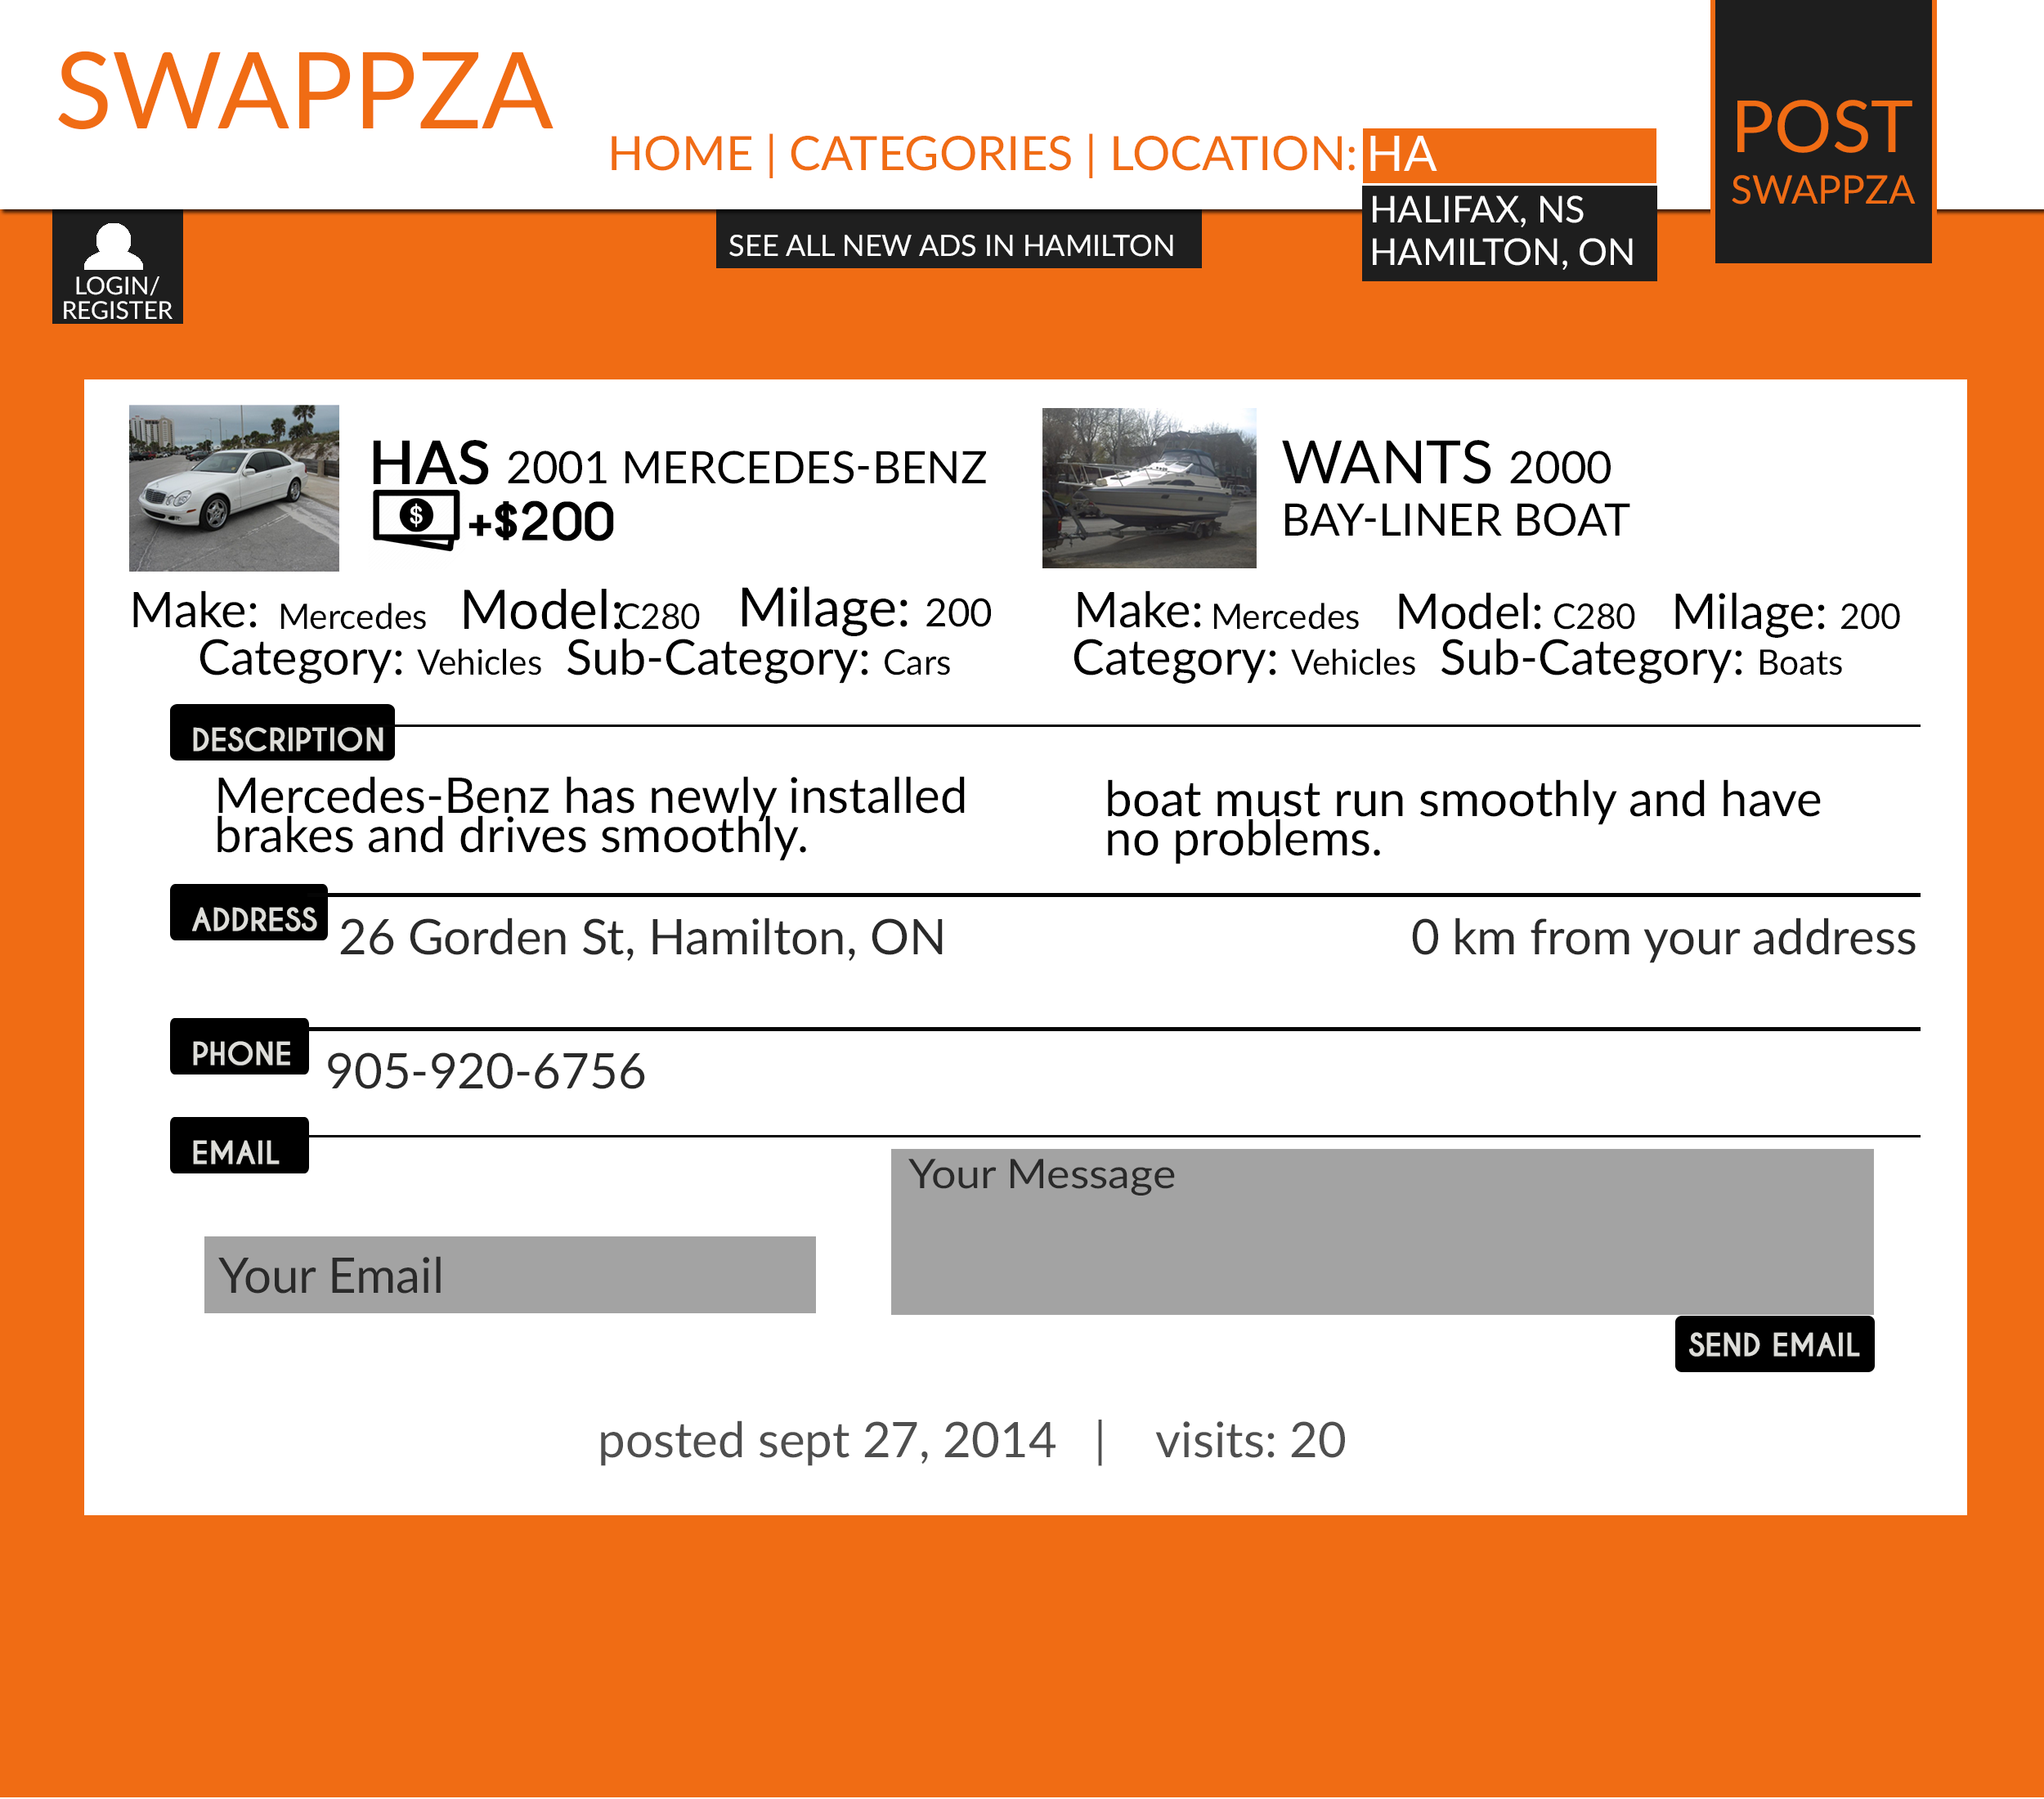 SWAPPZA
HOME | CATEGORIES | LOCATION: HA
POST
SWAPPZA
HALIFAX, NS
HAMILTON, ON
SEE ALL NEW ADS IN HAMILTON
LOGIN/
REGISTER
HAS 2001 MERCEDES-BENZ
$ +$200
WANTS 2000
BAY-LINER BOAT
Make: Mercedes Model: C280 Milage: 200
Category: Vehicles Sub-Category: Cars
Make: Mercedes Model: C280 Milage: 200
Category: Vehicles Sub-Category: Boats
DESCRIPTION
Mercedes-Benz has newly installed
brakes and drives smoothly.
boat must run smoothly and have
no problems.
ADDRESS
26 Gorden St, Hamilton, ON
0 km from your address
PHONE
905-920-6756
EMAIL
Your Message
Your Email
SEND EMAIL
posted sept 27, 2014 | visits: 20